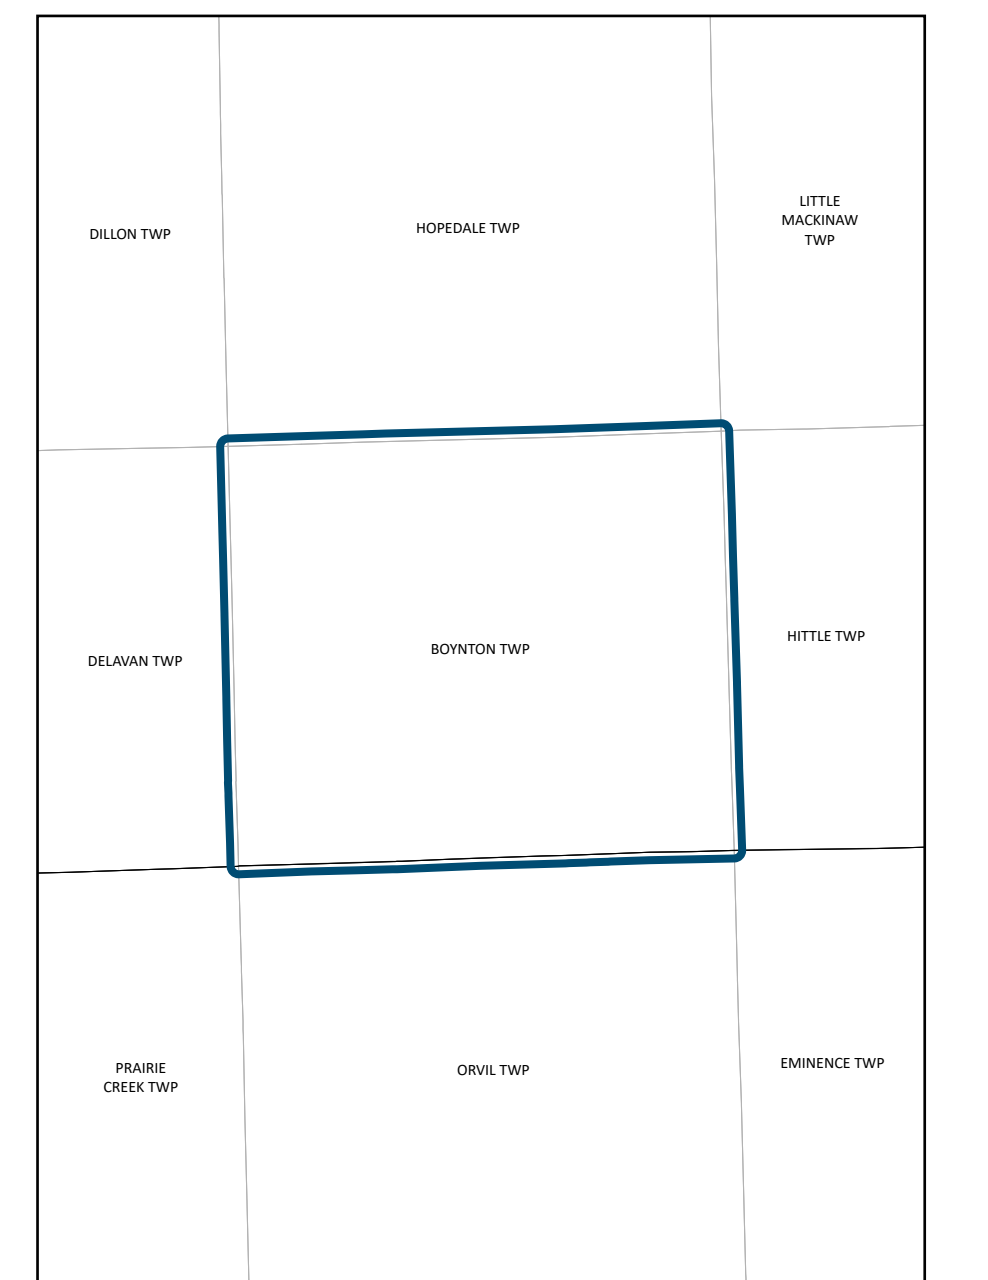 LITTLE
MACKINAW
TWP
DILLON TWP
HOPEDALE TWP
DELAVAN TWP
BOYNTON TWP
HITTLE TWP
PRAIRIE
CREEK TWP
ORVIL TWP
EMINENCE TWP